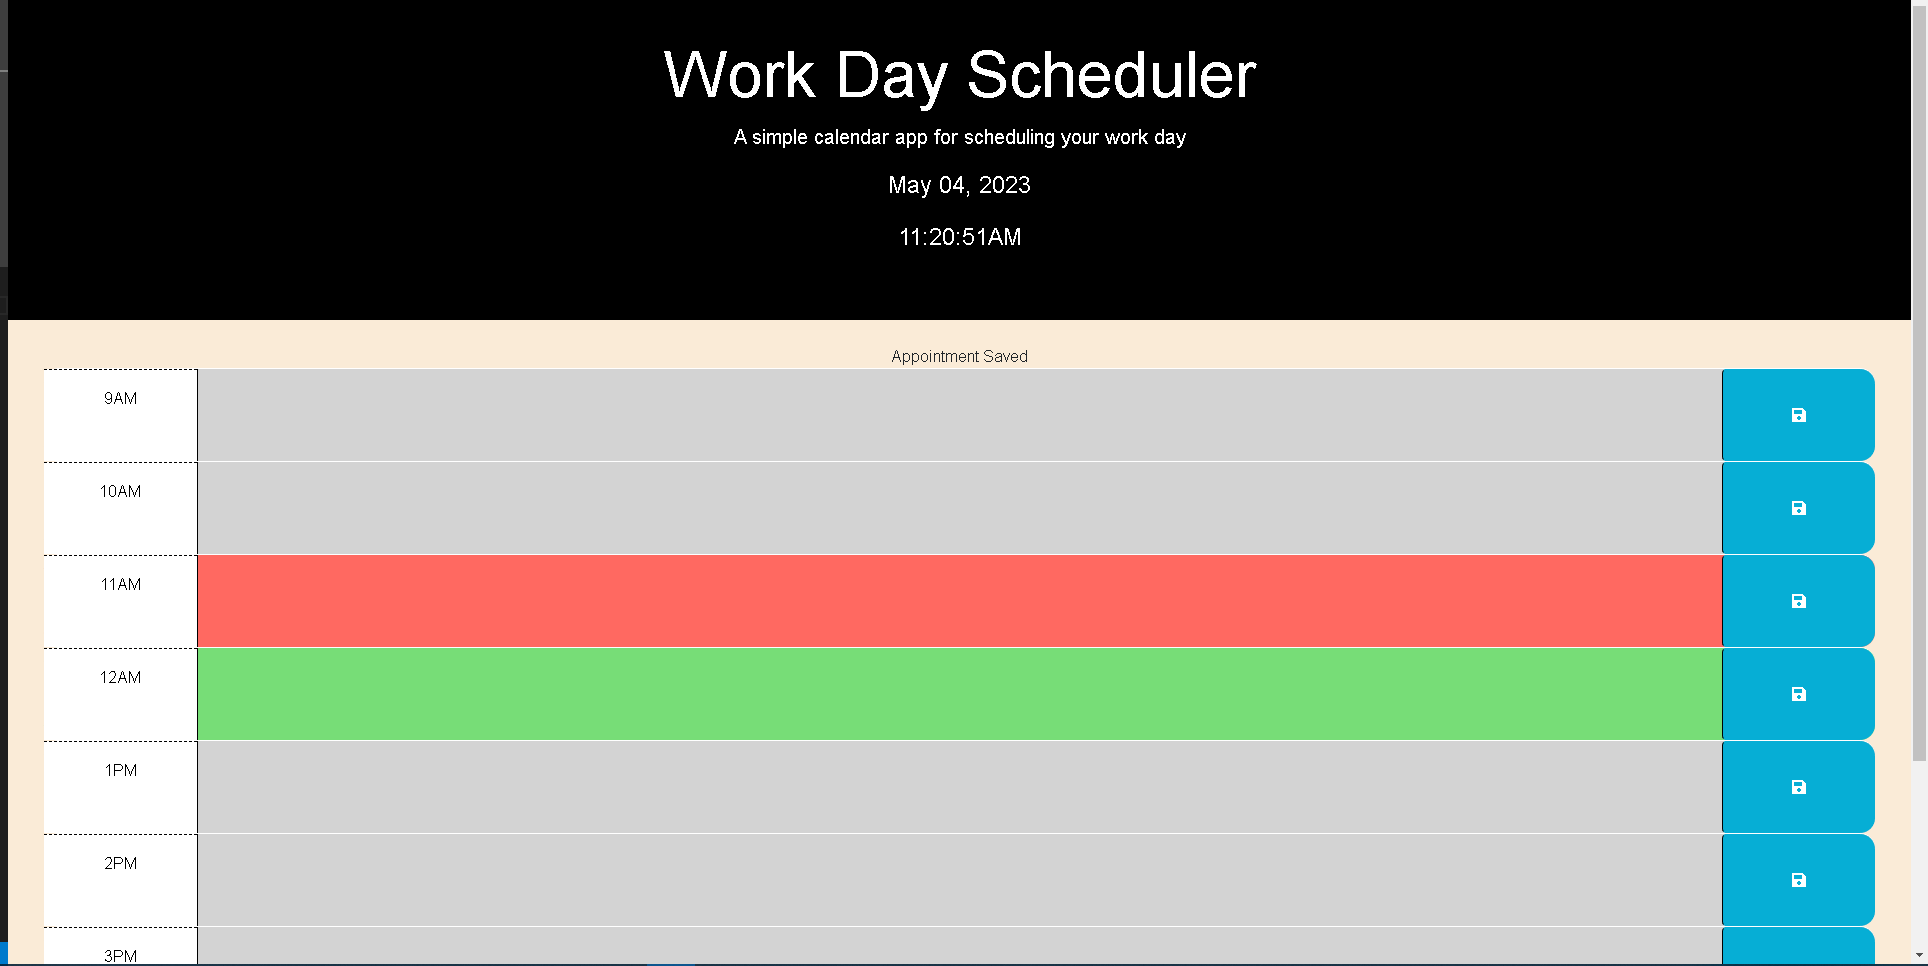 Work Day Scheduler
A simple calendar app for scheduling your work day
May 04, 2023
11:20:51AM
Appointment Saved
9AM
10AM
11AM
12AM
1PM
2PM
3PM